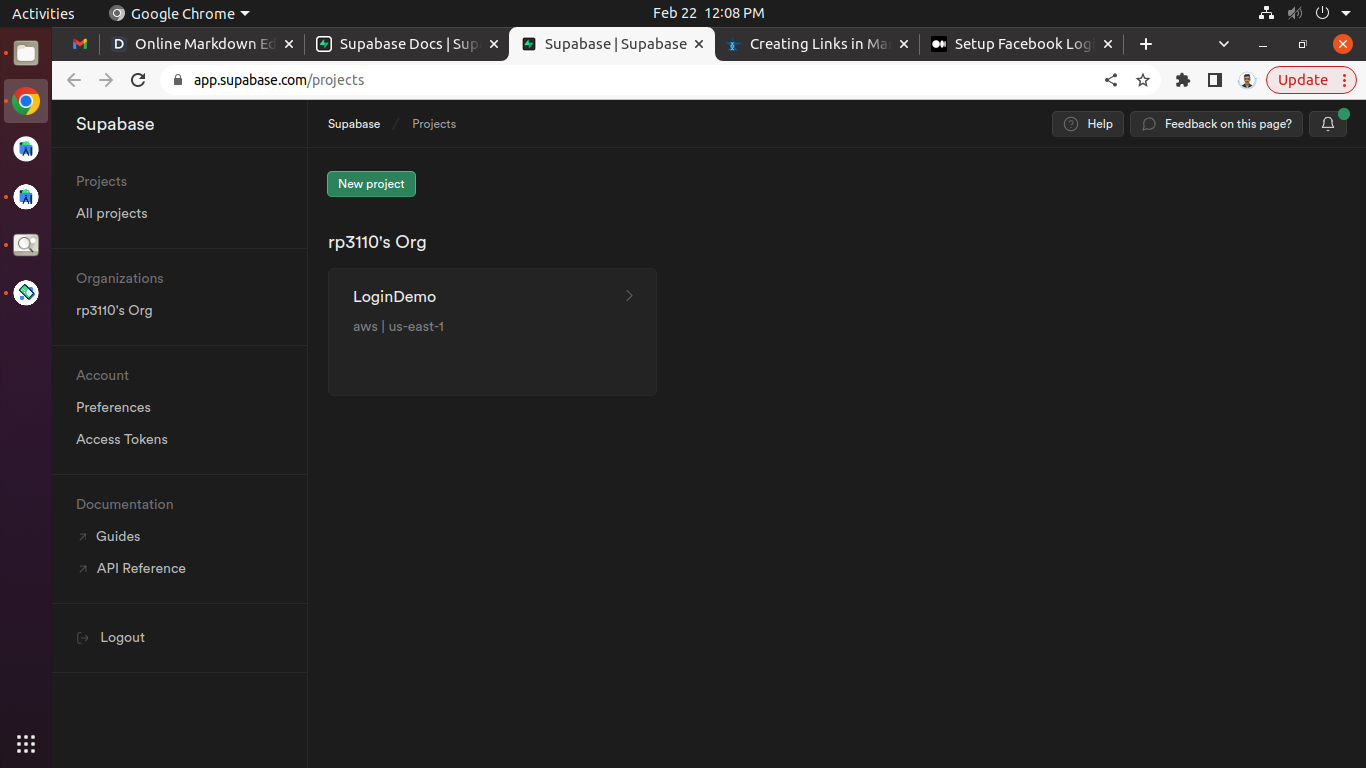 Activities Google Chrome Feb 22 12:08 PM
Online Markdown Ed Supabase Docs | Sup Supabase | Supabase Creating Links in Ma Setup Facebook Logi
app.supabase.com/projects Update
Supabase Supabase / Projects Help Feedback on this page?
Projects
New project
All projects
rp3110's Org
Organizations
LoginDemo
rp3110's Org
aws | us-east-1
Account
Preferences
Access Tokens
Documentation
Guides
API Reference
Logout